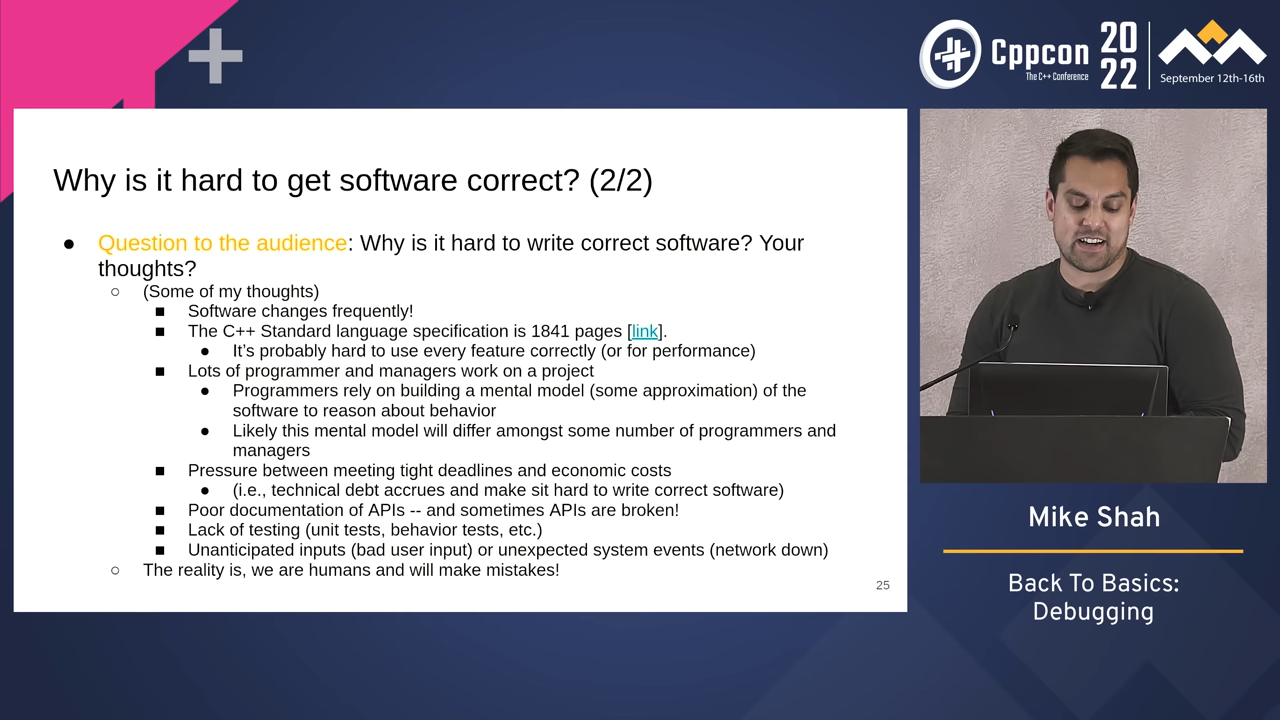 Cppcon
The C++ Conference
20
22
September 12th-16th
Why is it hard to get software correct? (2/2)
● Question to the audience: Why is it hard to write correct software? Your
thoughts?
○ (Some of my thoughts)
■ Software changes frequently!
■ The C++ Standard language specification is 1841 pages [link].
● It’s probably hard to use every feature correctly (or for performance)
■ Lots of programmer and managers work on a project
● Programmers rely on building a mental model (some approximation) of the
software to reason about behavior
● Likely this mental model will differ amongst some number of programmers and
managers
■ Pressure between meeting tight deadlines and economic costs
● (i.e., technical debt accrues and make sit hard to write correct software)
■ Poor documentation of APIs -- and sometimes APIs are broken!
■ Lack of testing (unit tests, behavior tests, etc.)
■ Unanticipated inputs (bad user input) or unexpected system events (network down)
○ The reality is, we are humans and will make mistakes!
25
Mike Shah
Back To Basics:
Debugging